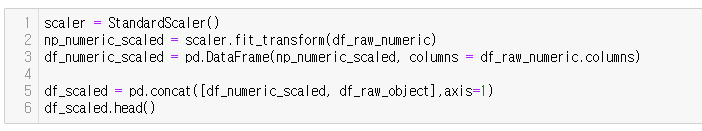 1 scaler = StandardScaler()
2 np_numeric_scaled = scaler.fit_transform(df_raw_numeric)
3 df_numeric_scaled = pd.DataFrame(np_numeric_scaled, columns = df_raw_numeric.columns)
4
5 df_scaled = pd.concat([df_numeric_scaled, df_raw_object],axis=1)
6 df_scaled.head()